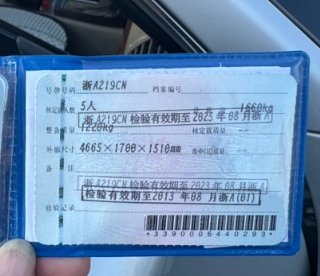 号牌号码 浙A219CN 档案编号
核定载人数 5人 1660kg
浙A219CN 检验有效期至2025年08月浙A
整备质量 1220kg 核定载质量 --
外廓尺寸 4665×1700×1510mm 准牵引总质量 --
备注
浙A219CN 检验有效期至2023年08月浙A
检验有效期至2013年08月浙A(01)
检验记录
*3390006440293*